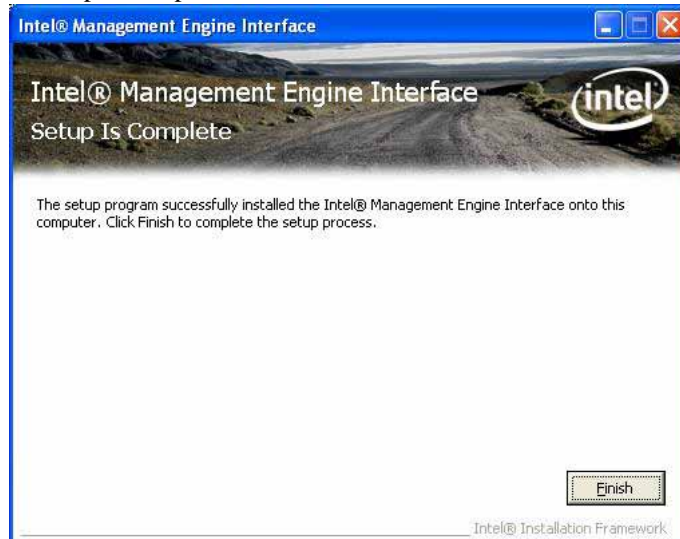 Intel® Management Engine Interface
Intel® Management Engine Interface
Setup Is Complete
intel
The setup program successfully installed the Intel® Management Engine Interface onto this
computer. Click Finish to complete the setup process.
Finish
Intel® Installation Framework